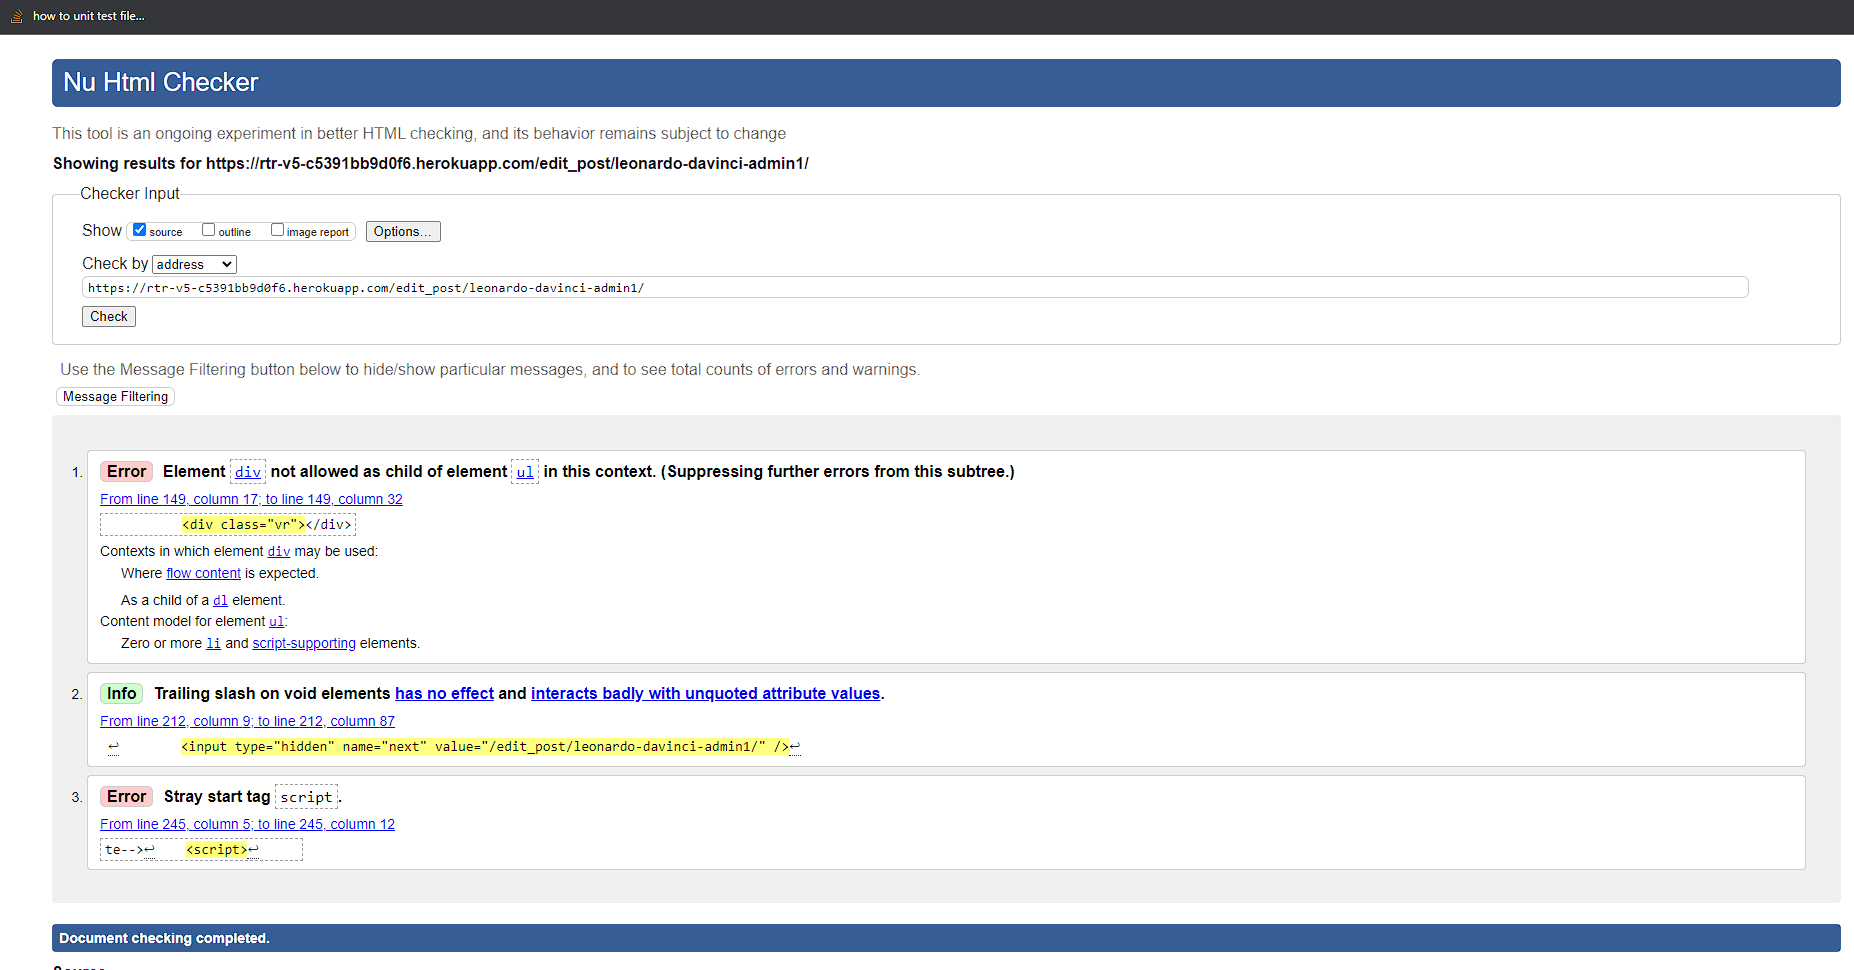 how to unit test file...
Nu Html Checker
This tool is an ongoing experiment in better HTML checking, and its behavior remains subject to change
Showing results for https://rtr-v5-c5391bb9d0f6.herokuapp.com/edit_post/leonardo-davinci-admin1/
Checker Input
Show source outline image report Options...
Check by address
https://rtr-v5-c5391bb9d0f6.herokuapp.com/edit_post/leonardo-davinci-admin1/
Check
Use the Message Filtering button below to hide/show particular messages, and to see total counts of errors and warnings.
Message Filtering
1. Error Element div not allowed as child of element ul in this context. (Suppressing further errors from this subtree.)
From line 149, column 17; to line 149, column 32
<div class="vr"></div>
Contexts in which element div may be used:
Where flow content is expected.
As a child of a dl element.
Content model for element ul:
Zero or more li and script-supporting elements.
2. Info Trailing slash on void elements has no effect and interacts badly with unquoted attribute values.
From line 212, column 9; to line 212, column 87
↩ <input type="hidden" name="next" value="/edit_post/leonardo-davinci-admin1/" />↩
3. Error Stray start tag script.
From line 245, column 5; to line 245, column 12
te-->↩ <script>↩
Document checking completed.